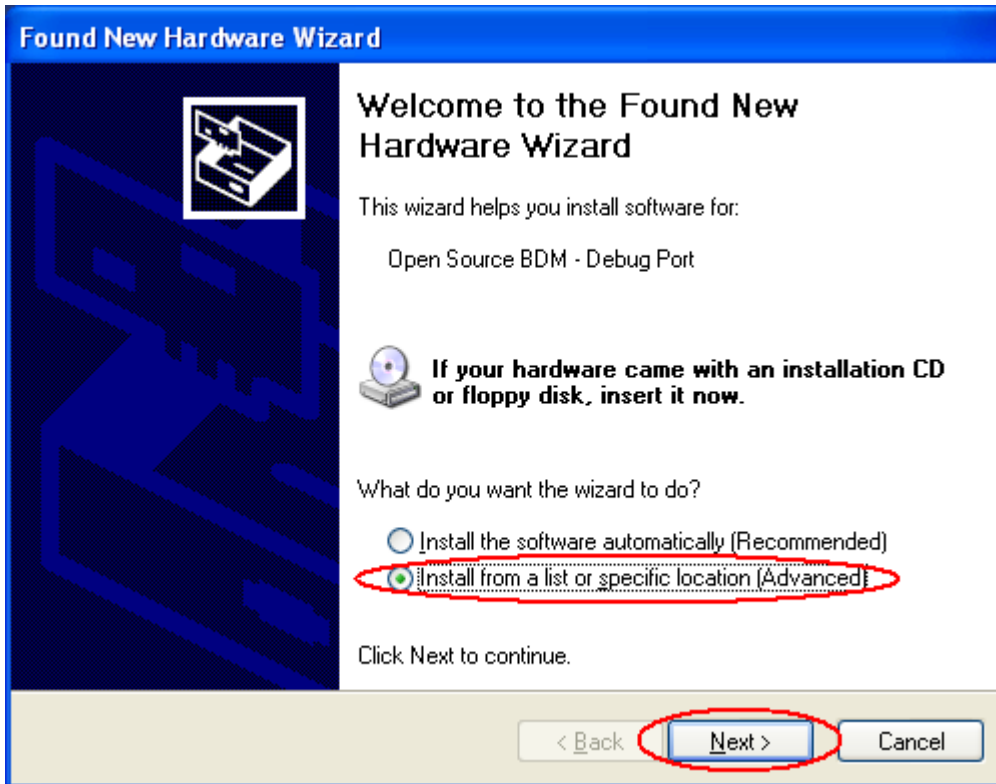 Found New Hardware Wizard
Welcome to the Found New
Hardware Wizard
This wizard helps you install software for:
Open Source BDM - Debug Port
If your hardware came with an installation CD
or floppy disk, insert it now.
What do you want the wizard to do?
Install the software automatically (Recommended)
Install from a list or specific location (Advanced)
Click Next to continue.
< Back Next > Cancel